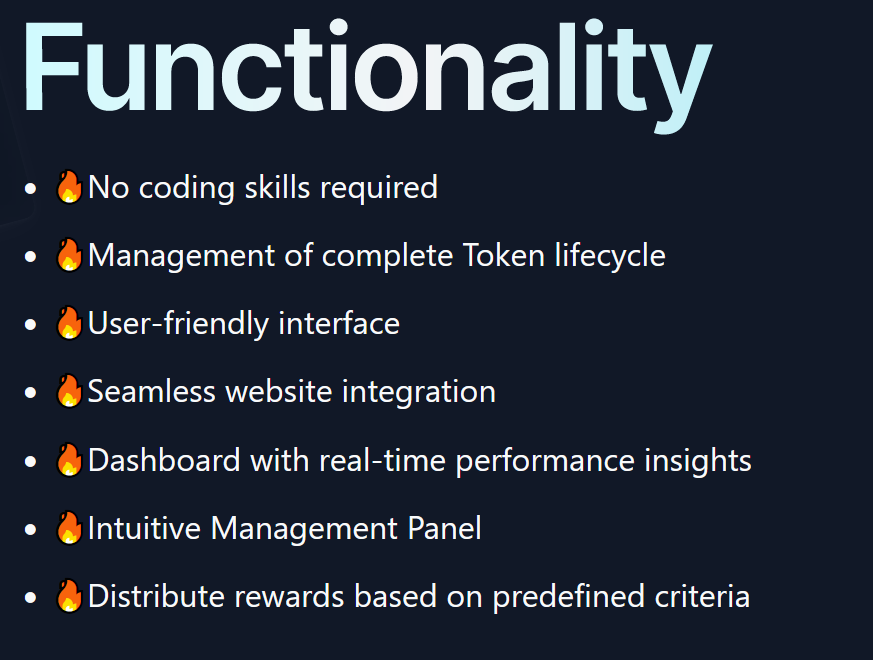 Functionality
• 🔥No coding skills required
• 🔥Management of complete Token lifecycle
• 🔥User-friendly interface
• 🔥Seamless website integration
• 🔥Dashboard with real-time performance insights
• 🔥Intuitive Management Panel
• 🔥Distribute rewards based on predefined criteria